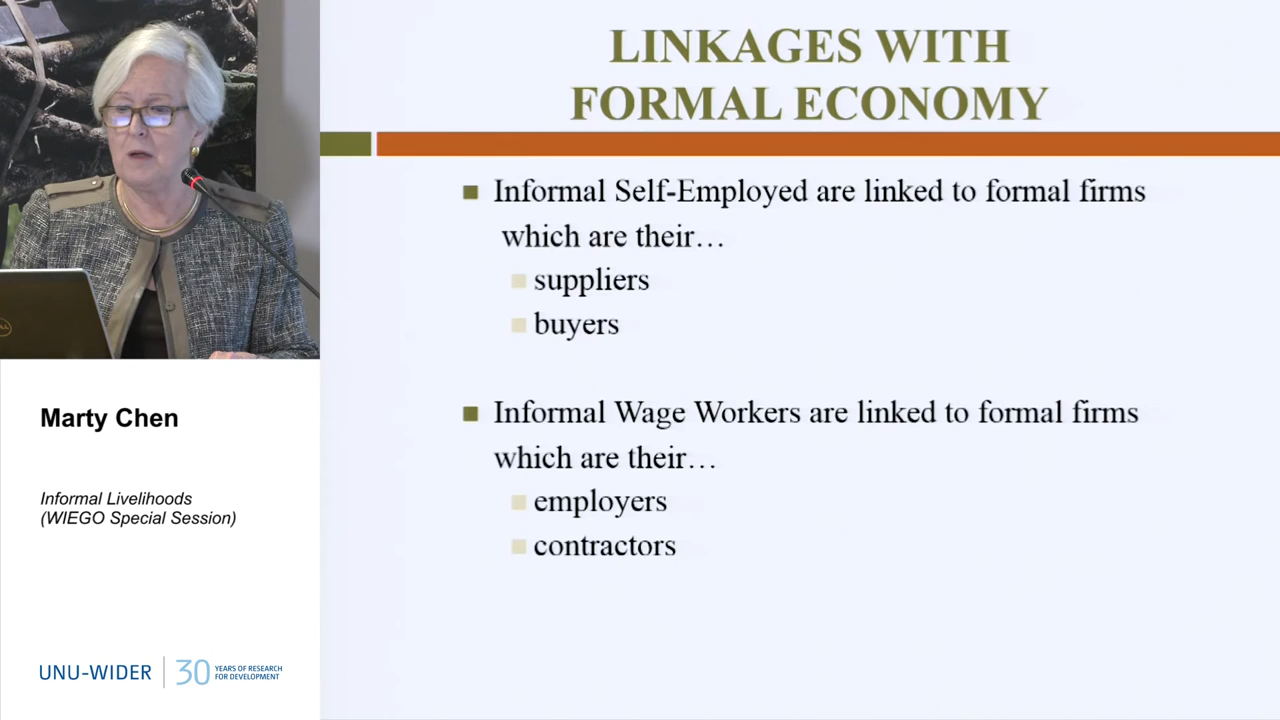 LINKAGES WITH
FORMAL ECONOMY
Informal Self-Employed are linked to formal firms
which are their…
suppliers
buyers
Informal Wage Workers are linked to formal firms
which are their…
employers
contractors
Marty Chen
Informal Livelihoods
(WIEGO Special Session)
UNU-WIDER
30
YEARS OF RESEARCH
FOR DEVELOPMENT